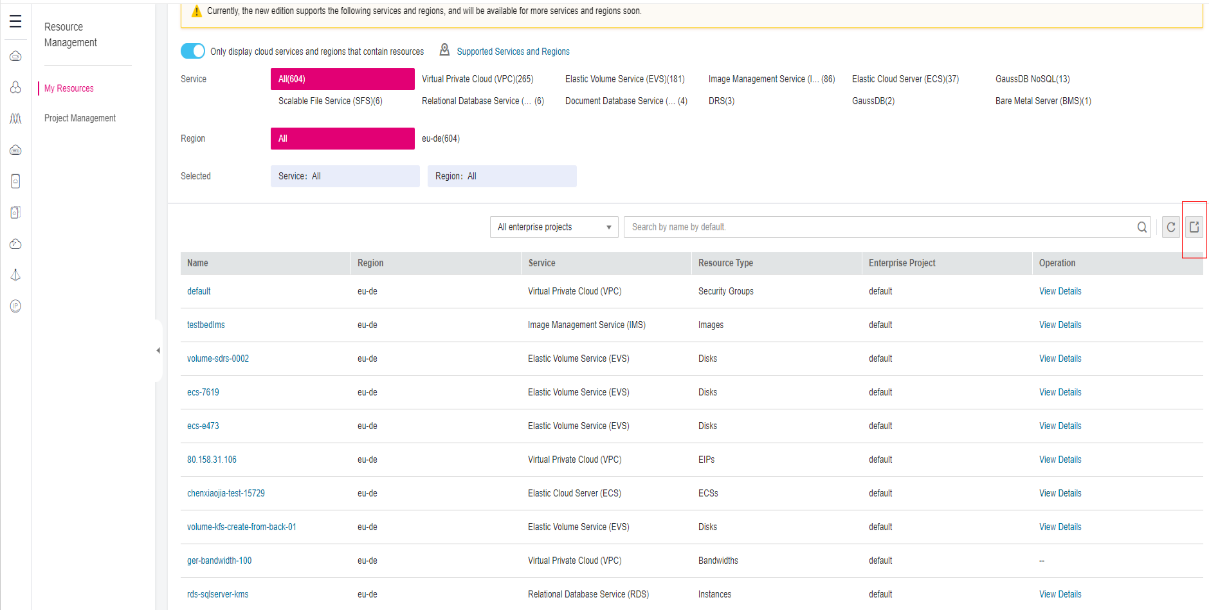 Currently, the new edition supports the following services and regions, and will be available for more services and regions soon.
Resource
Management
My Resources
Project Management
Only display cloud services and regions that contain resources Supported Services and Regions
Service All(604) Virtual Private Cloud (VPC)(265) Elastic Volume Service (EVS)(181) Image Management Service (I... (86) Elastic Cloud Server (ECS)(37) GaussDB NoSQL(13)
Scalable File Service (SFS)(6) Relational Database Service (... (6) Document Database Service (... (4) DRS(3) GaussDB(2) Bare Metal Server (BMS)(1)
Region All eu-de(604)
Selected Service: All Region: All
All enterprise projects Search by name by default.
Name Region Service Resource Type Enterprise Project Operation
default eu-de Virtual Private Cloud (VPC) Security Groups default View Details
testbedIms eu-de Image Management Service (IMS) Images default View Details
volume-sdrs-0002 eu-de Elastic Volume Service (EVS) Disks default View Details
ecs-7619 eu-de Elastic Volume Service (EVS) Disks default View Details
ecs-e473 eu-de Elastic Volume Service (EVS) Disks default View Details
80.158.31.106 eu-de Virtual Private Cloud (VPC) EIPs default View Details
chenxiaojia-test-15729 eu-de Elastic Cloud Server (ECS) ECSs default View Details
volume-kfs-create-from-back-01 eu-de Elastic Volume Service (EVS) Disks default View Details
ger-bandwidth-100 eu-de Virtual Private Cloud (VPC) Bandwidths default --
rds-sqlserver-kms eu-de Relational Database Service (RDS) Instances default View Details